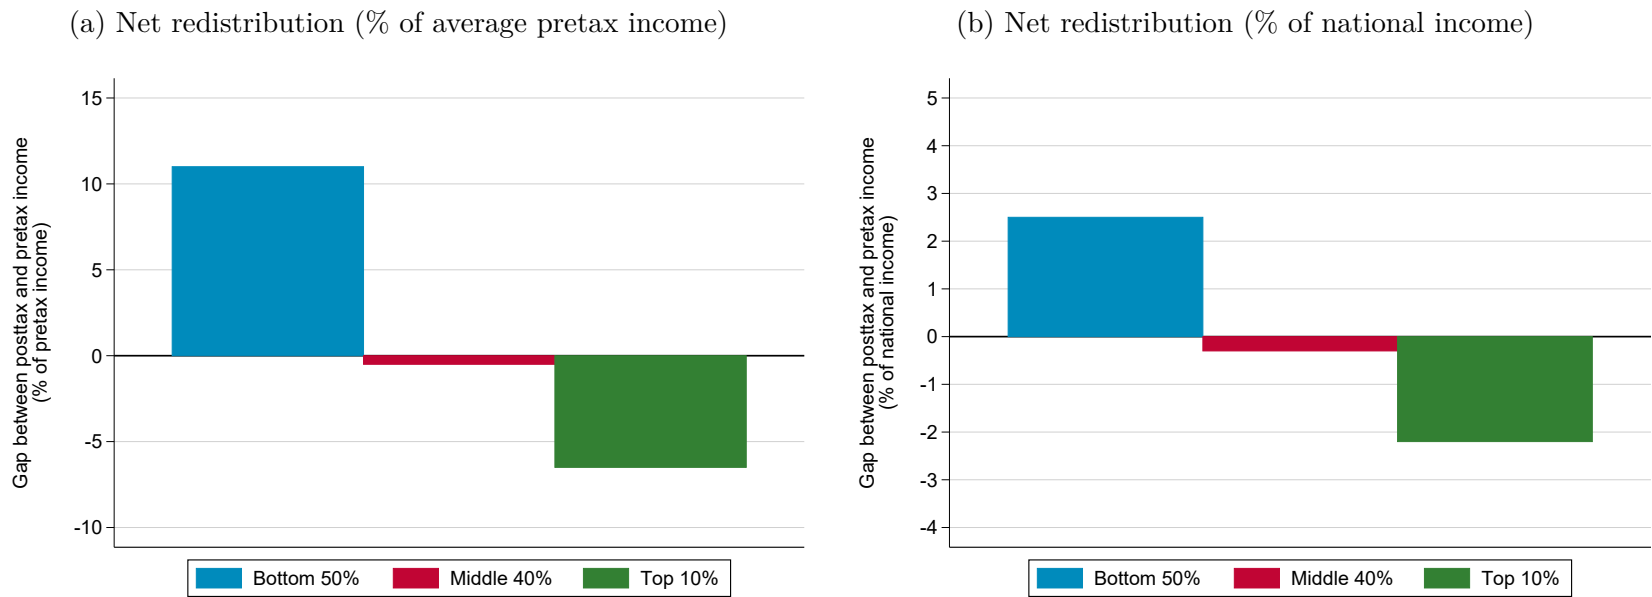 (a) Net redistribution (% of average pretax income)
Gap between posttax and pretax income
(% of pretax income)
15
10
5
0
-5
-10
Bottom 50%
Middle 40%
Top 10%
(b) Net redistribution (% of national income)
Gap between posttax and pretax income
(% of national income)
5
4
3
2
1
0
-1
-2
-3
-4
Bottom 50%
Middle 40%
Top 10%